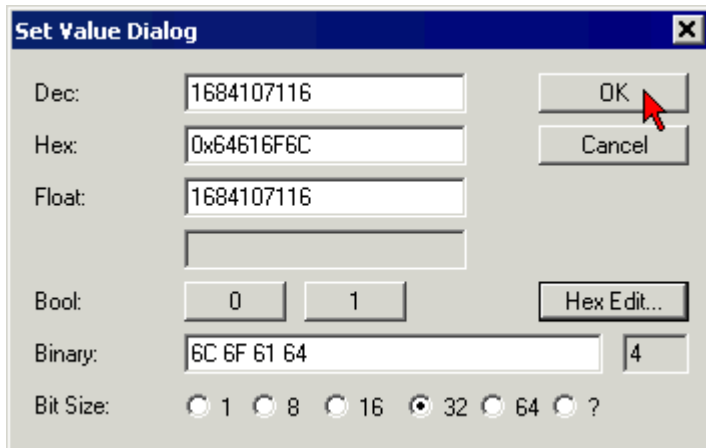 Set Value Dialog
Dec: 1684107116 OK
Hex: 0x64616F6C Cancel
Float: 1684107116
Bool: 0 1 Hex Edit...
Binary: 6C 6F 61 64 4
Bit Size: 1 8 16 32 64 ?